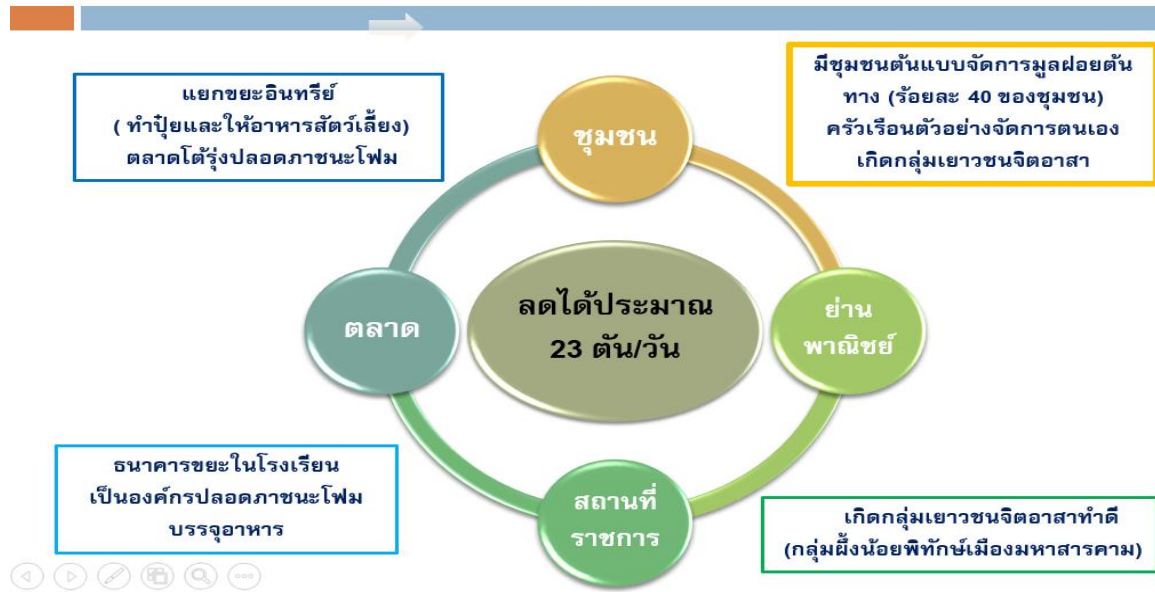 แยกขยะอินทรีย์
( ทำปุ๋ยและให้อาหารสัตว์เลี้ยง)
ตลาดโต้รุ่งปลอดภาชนะโฟม
มีชุมชนต้นแบบจัดการมูลฝอยต้น
ทาง (ร้อยละ 40 ของชุมชน)
ครัวเรือนตัวอย่างจัดการตนเอง
เกิดกลุ่มเยาวชนจิตอาสา
ชุมชน
ตลาด
ลดได้ประมาณ
23 ตัน/วัน
ย่าน
พาณิชย์
สถานที่
ราชการ
ธนาคารขยะในโรงเรียน
เป็นองค์กรปลอดภาชนะโฟม
บรรจุอาหาร
เกิดกลุ่มเยาวชนจิตอาสาทำดี
(กลุ่มผึ้งน้อยพิทักษ์เมืองมหาสารคาม)